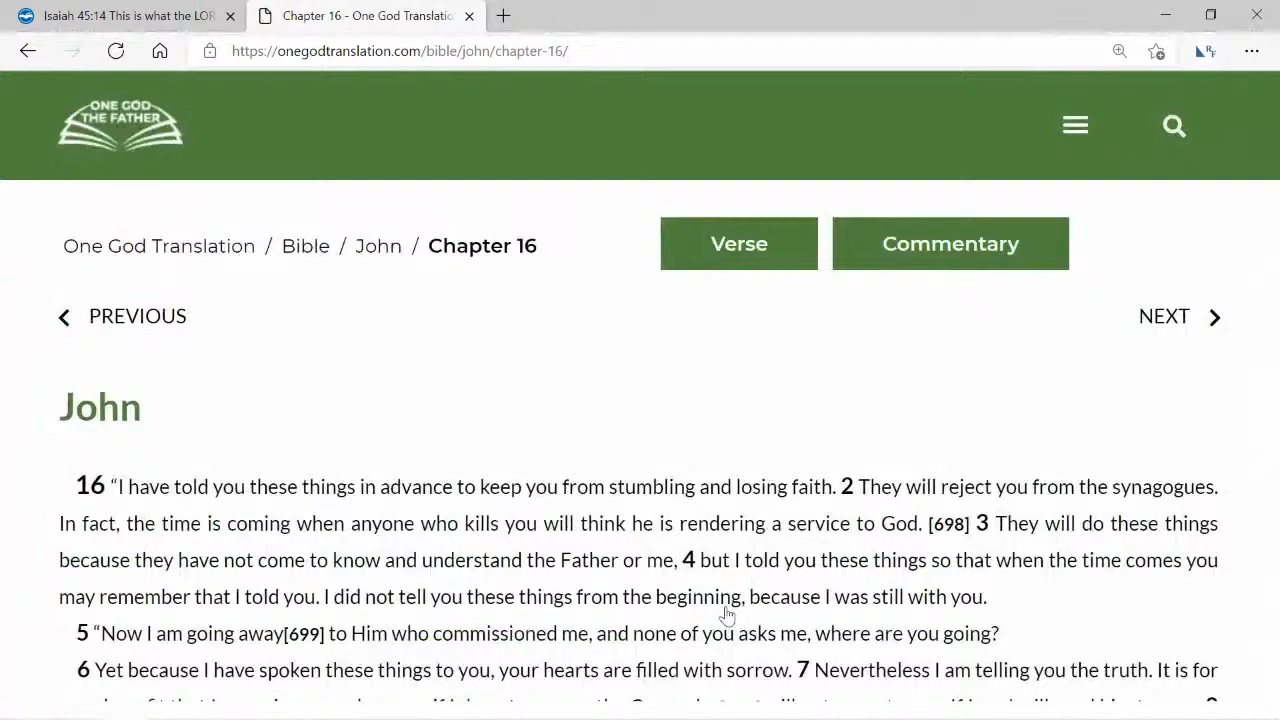 Isaiah 45:14 This is what the LOR
Chapter 16 - One God Translatio
https://onegodtranslation.com/bible/john/chapter-16/
RF
ONE GOD
THE FATHER
One God Translation / Bible / John / Chapter 16
Verse
Commentary
PREVIOUS
NEXT
John
16 “I have told you these things in advance to keep you from stumbling and losing faith. 2 They will reject you from the synagogues.
In fact, the time is coming when anyone who kills you will think he is rendering a service to God. [698] 3 They will do these things
because they have not come to know and understand the Father or me, 4 but I told you these things so that when the time comes you
may remember that I told you. I did not tell you these things from the beginning, because I was still with you.
5 “Now I am going away[699] to Him who commissioned me, and none of you asks me, where are you going?
6 Yet because I have spoken these things to you, your hearts are filled with sorrow. 7 Nevertheless I am telling you the truth. It is for